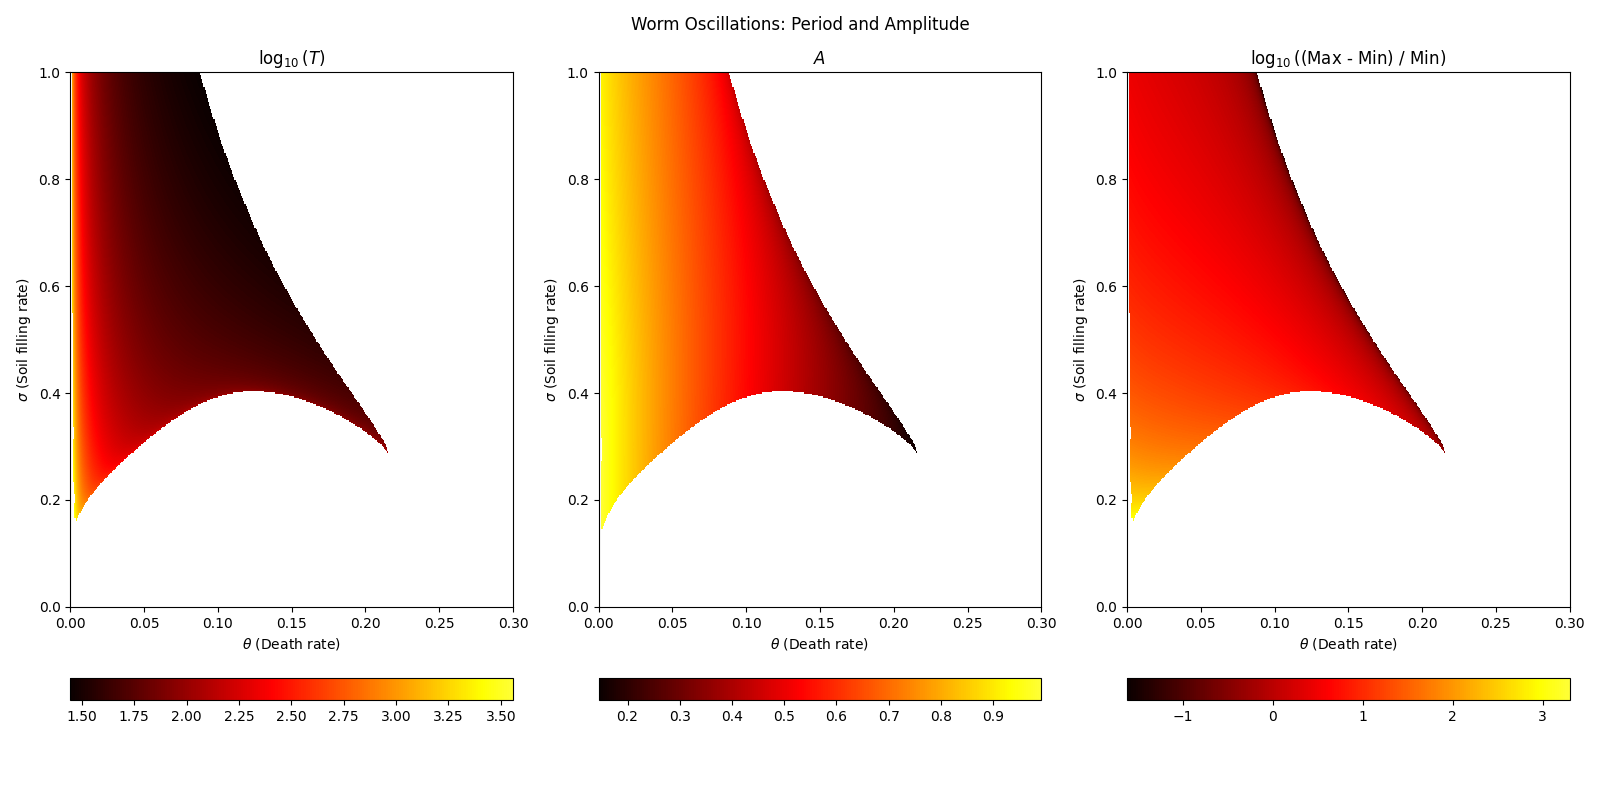 Worm Oscillations: Period and Amplitude
log₁₀ (T)
1.0
0.8
0.6
0.4
0.2
0.0
σ (Soil filling rate)
0.00 0.05 0.10 0.15 0.20 0.25 0.30
θ (Death rate)
1.50 1.75 2.00 2.25 2.50 2.75 3.00 3.25 3.50
A
1.0
0.8
0.6
0.4
0.2
0.0
σ (Soil filling rate)
0.00 0.05 0.10 0.15 0.20 0.25 0.30
θ (Death rate)
0.2 0.3 0.4 0.5 0.6 0.7 0.8 0.9
log₁₀ ((Max - Min) / Min)
1.0
0.8
0.6
0.4
0.2
0.0
σ (Soil filling rate)
0.00 0.05 0.10 0.15 0.20 0.25 0.30
θ (Death rate)
−1 0 1 2 3